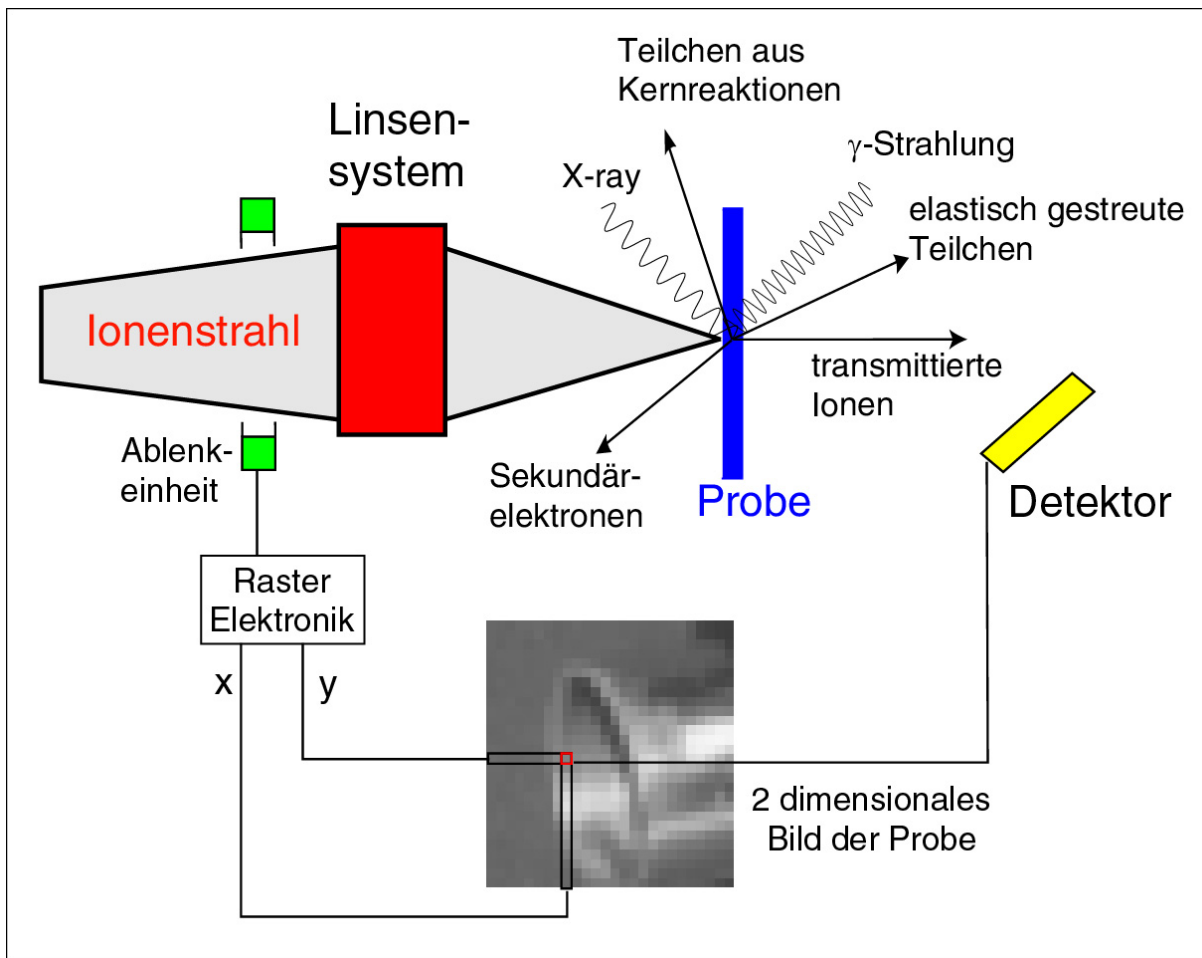 Teilchen aus
Kernreaktionen
Linsen-
system
γ-Strahlung
X-ray
elastisch gestreute
Teilchen
Ionenstrahl
transmittierte
Ionen
Ablenk-
einheit
Sekundär-
elektronen
Probe
Detektor
Raster
Elektronik
x
y
2 dimensionales
Bild der Probe